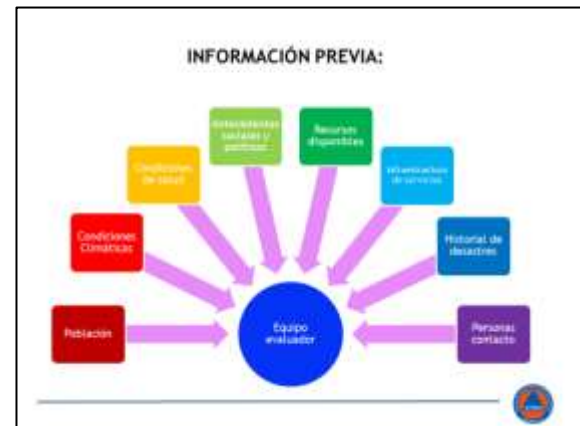 INFORMACIÓN PREVIA:
Antecedentes
sociales y
políticos
Recursos
disponibles
Condiciones
de salud
Infraestructura
de servicios
Condiciones
Climáticas
Historial de
desastres
Población
Equipo
evaluador
Personas
contacto